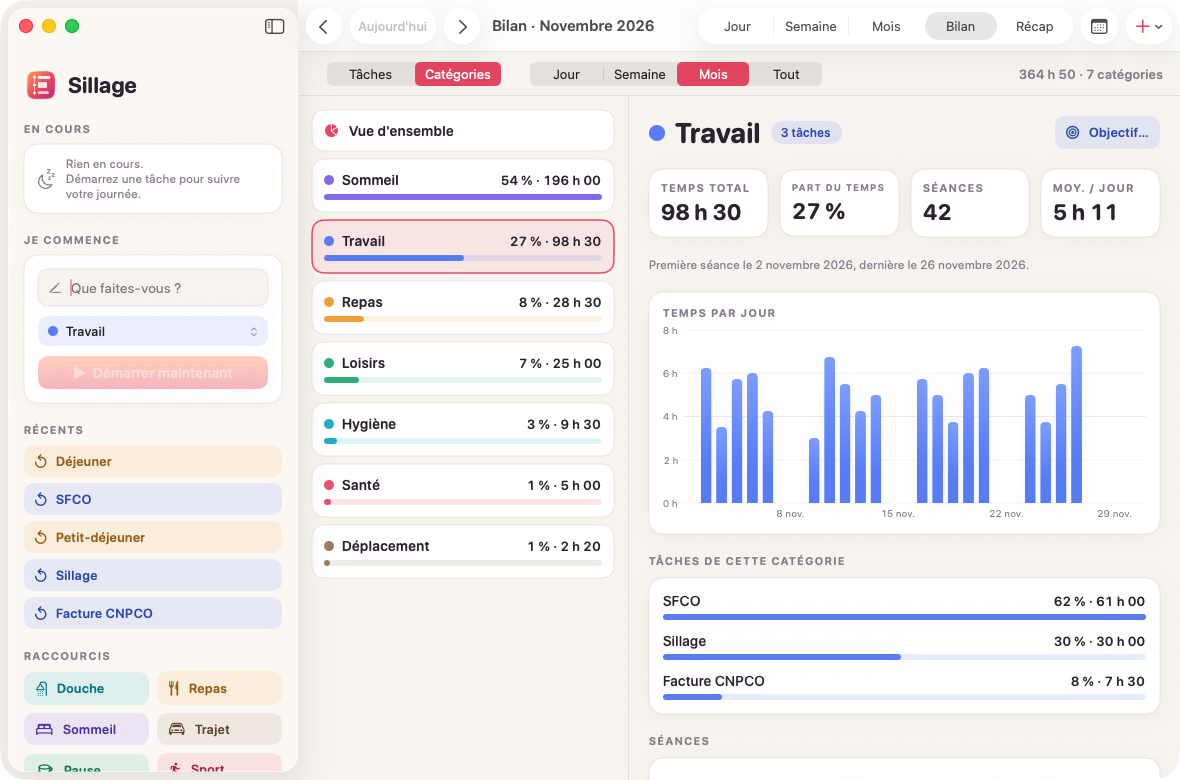 Aujourd'hui
Bilan · Novembre 2026
Jour
Semaine
Mois
Bilan
Récap
Sillage
EN COURS
Rien en cours.
Démarrez une tâche pour suivre
votre journée.
JE COMMENCE
Que faites-vous ?
Travail
Démarrer maintenant
RÉCENTS
Déjeuner
SFCO
Petit-déjeuner
Sillage
Facture CNPCO
RACCOURCIS
Douche
Repas
Sommeil
Trajet
Pause
Sport
Tâches
Catégories
Jour
Semaine
Mois
Tout
364 h 50 · 7 catégories
Vue d'ensemble
Sommeil
54 % · 196 h 00
Travail
27 % · 98 h 30
Repas
8 % · 28 h 30
Loisirs
7 % · 25 h 00
Hygiène
3 % · 9 h 30
Santé
1 % · 5 h 00
Déplacement
1 % · 2 h 20
Travail
3 tâches
Objectif...
TEMPS TOTAL
98 h 30
PART DU TEMPS
27 %
SÉANCES
42
MOY. / JOUR
5 h 11
Première séance le 2 novembre 2026, dernière le 26 novembre 2026.
TEMPS PAR JOUR
8 h
6 h
4 h
2 h
0 h
8 nov.
15 nov.
22 nov.
29 nov.
TÂCHES DE CETTE CATÉGORIE
SFCO
62 % · 61 h 00
Sillage
30 % · 30 h 00
Facture CNPCO
8 % · 7 h 30
SÉANCES